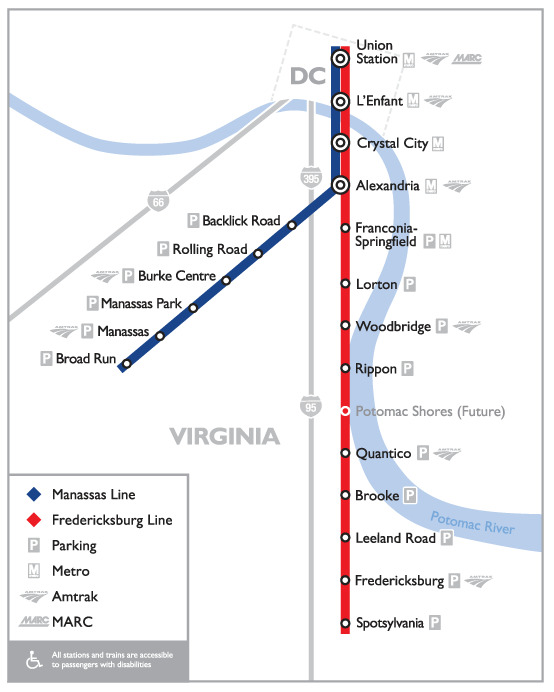 Union
Station M AMTRAK MARC
DC
L'Enfant M AMTRAK
Crystal City M
395
Alexandria M AMTRAK
66
P Backlick Road
Franconia-
Springfield P M
P Rolling Road
AMTRAK P Burke Centre
Lorton P
P Manassas Park
AMTRAK P Manassas
Woodbridge P AMTRAK
P Broad Run
Rippon P
95
Potomac Shores (Future)
VIRGINIA
Quantico P AMTRAK
Brooke P
Potomac River
Leeland Road P
Fredericksburg P AMTRAK
Spotsylvania P
Manassas Line
Fredericksburg Line
P Parking
M Metro
AMTRAK Amtrak
MARC MARC
All stations and trains are accessible
to passengers with disabilities